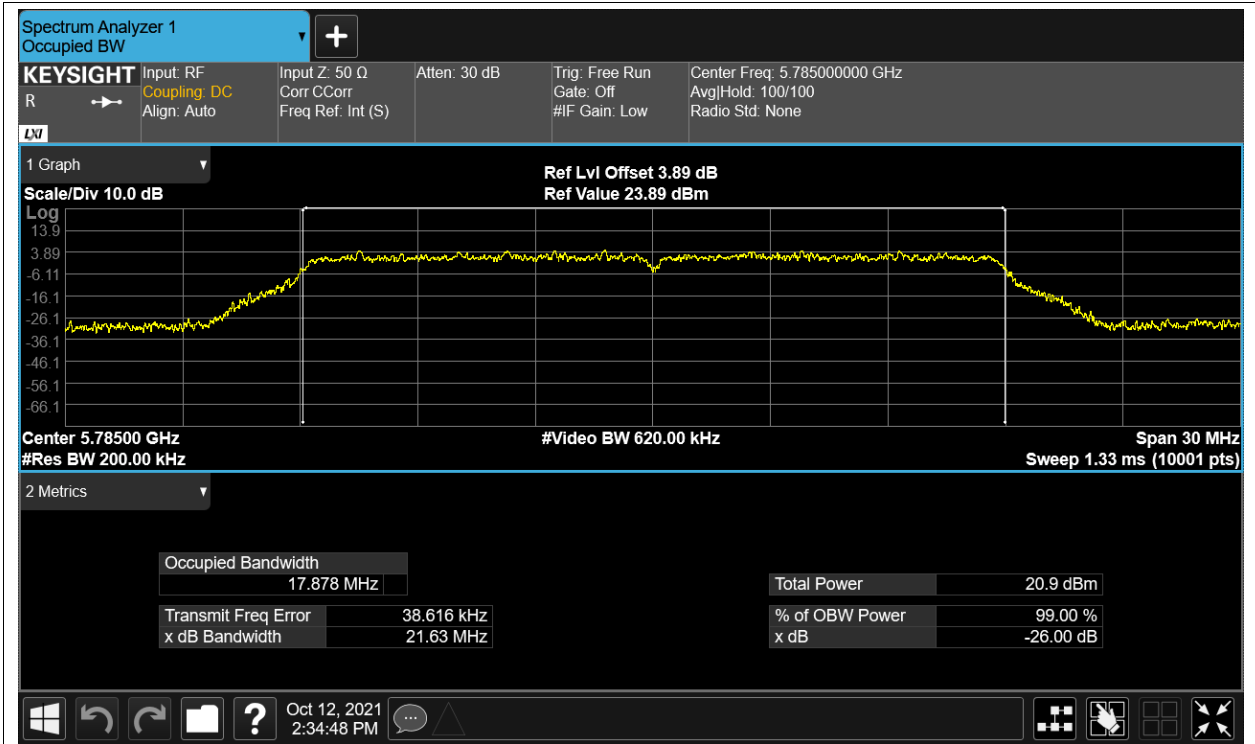 Spectrum Analyzer 1
Occupied BW
KEYSIGHT
R
LXI
Input: RF
Coupling: DC
Align: Auto
Input Z: 50 Ω
Corr CCorr
Freq Ref: Int (S)
Atten: 30 dB
Trig: Free Run
Gate: Off
#IF Gain: Low
Center Freq: 5.785000000 GHz
Avg|Hold: 100/100
Radio Std: None
1 Graph
Scale/Div 10.0 dB
Ref Lvl Offset 3.89 dB
Ref Value 23.89 dBm
Log
13.9
3.89
-6.11
-16.1
-26.1
-36.1
-46.1
-56.1
-66.1
Center 5.78500 GHz
#Res BW 200.00 kHz
#Video BW 620.00 kHz
Span 30 MHz
Sweep 1.33 ms (10001 pts)
2 Metrics
Occupied Bandwidth
17.878 MHz
Transmit Freq Error 38.616 kHz
x dB Bandwidth 21.63 MHz
Total Power 20.9 dBm
% of OBW Power 99.00 %
x dB -26.00 dB
?
Oct 12, 2021
2:34:48 PM